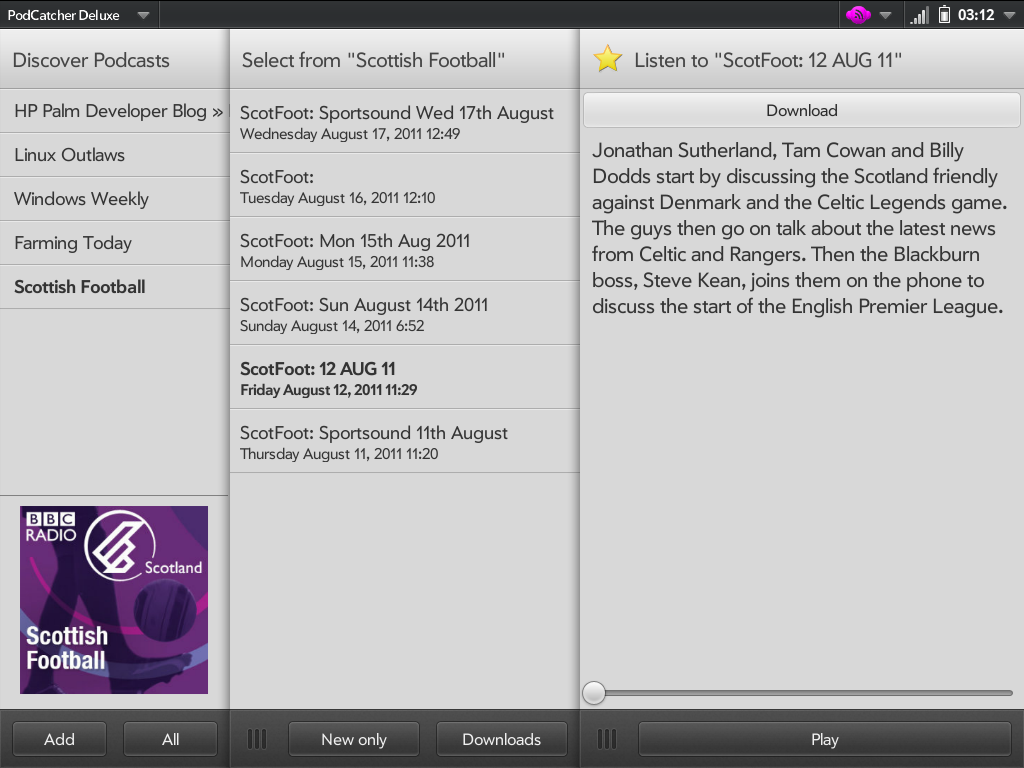 PodCatcher Deluxe
03:12
Discover Podcasts
HP Palm Developer Blog »
Linux Outlaws
Windows Weekly
Farming Today
Scottish Football
BBC
RADIO
Scotland
Scottish
Football
Add
All
Select from "Scottish Football"
ScotFoot: Sportsound Wed 17th August
Wednesday August 17, 2011 12:49
ScotFoot:
Tuesday August 16, 2011 12:10
ScotFoot: Mon 15th Aug 2011
Monday August 15, 2011 11:38
ScotFoot: Sun August 14th 2011
Sunday August 14, 2011 6:52
ScotFoot: 12 AUG 11
Friday August 12, 2011 11:29
ScotFoot: Sportsound 11th August
Thursday August 11, 2011 11:20
New only
Downloads
Listen to "ScotFoot: 12 AUG 11"
Download
Jonathan Sutherland, Tam Cowan and Billy
Dodds start by discussing the Scotland friendly
against Denmark and the Celtic Legends game.
The guys then go on talk about the latest news
from Celtic and Rangers. Then the Blackburn
boss, Steve Kean, joins them on the phone to
discuss the start of the English Premier League.
Play